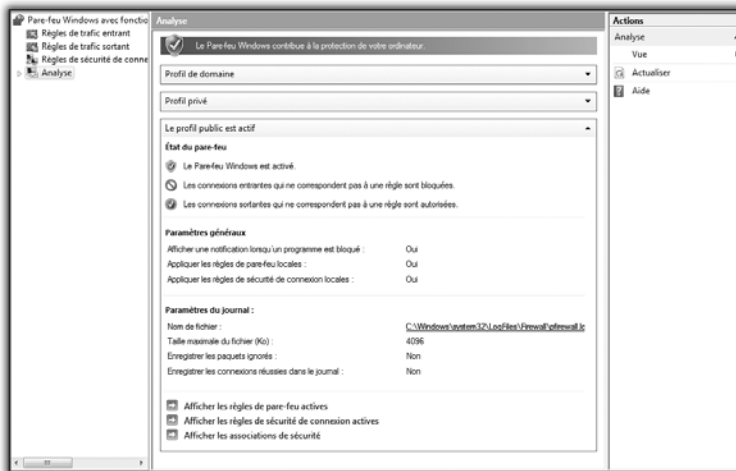 Pare-feu Windows avec fonctio
Règles de trafic entrant
Règles de trafic sortant
Règles de sécurité de conne
Analyse
Analyse
Le Pare-feu Windows contribue à la protection de votre ordinateur.
Profil de domaine
Profil privé
Le profil public est actif
État du pare-feu
Le Pare-feu Windows est activé.
Les connexions entrantes qui ne correspondent pas à une règle sont bloquées.
Les connexions sortantes qui ne correspondent pas à une règle sont autorisées.
Paramètres généraux
Afficher une notification lorsqu'un programme est bloqué : Oui
Appliquer les règles de pare-feu locales : Oui
Appliquer les règles de sécurité de connexion locales : Oui
Paramètres du journal :
Nom de fichier : C:\Windows\system32\LogFiles\Firewall\pfirewall.lc
Taille maximale du fichier (Ko) : 4096
Enregistrer les paquets ignorés : Non
Enregistrer les connexions réussies dans le journal : Non
Afficher les règles de pare-feu actives
Afficher les règles de sécurité de connexion actives
Afficher les associations de sécurité
Actions
Analyse
Vue
Actualiser
Aide